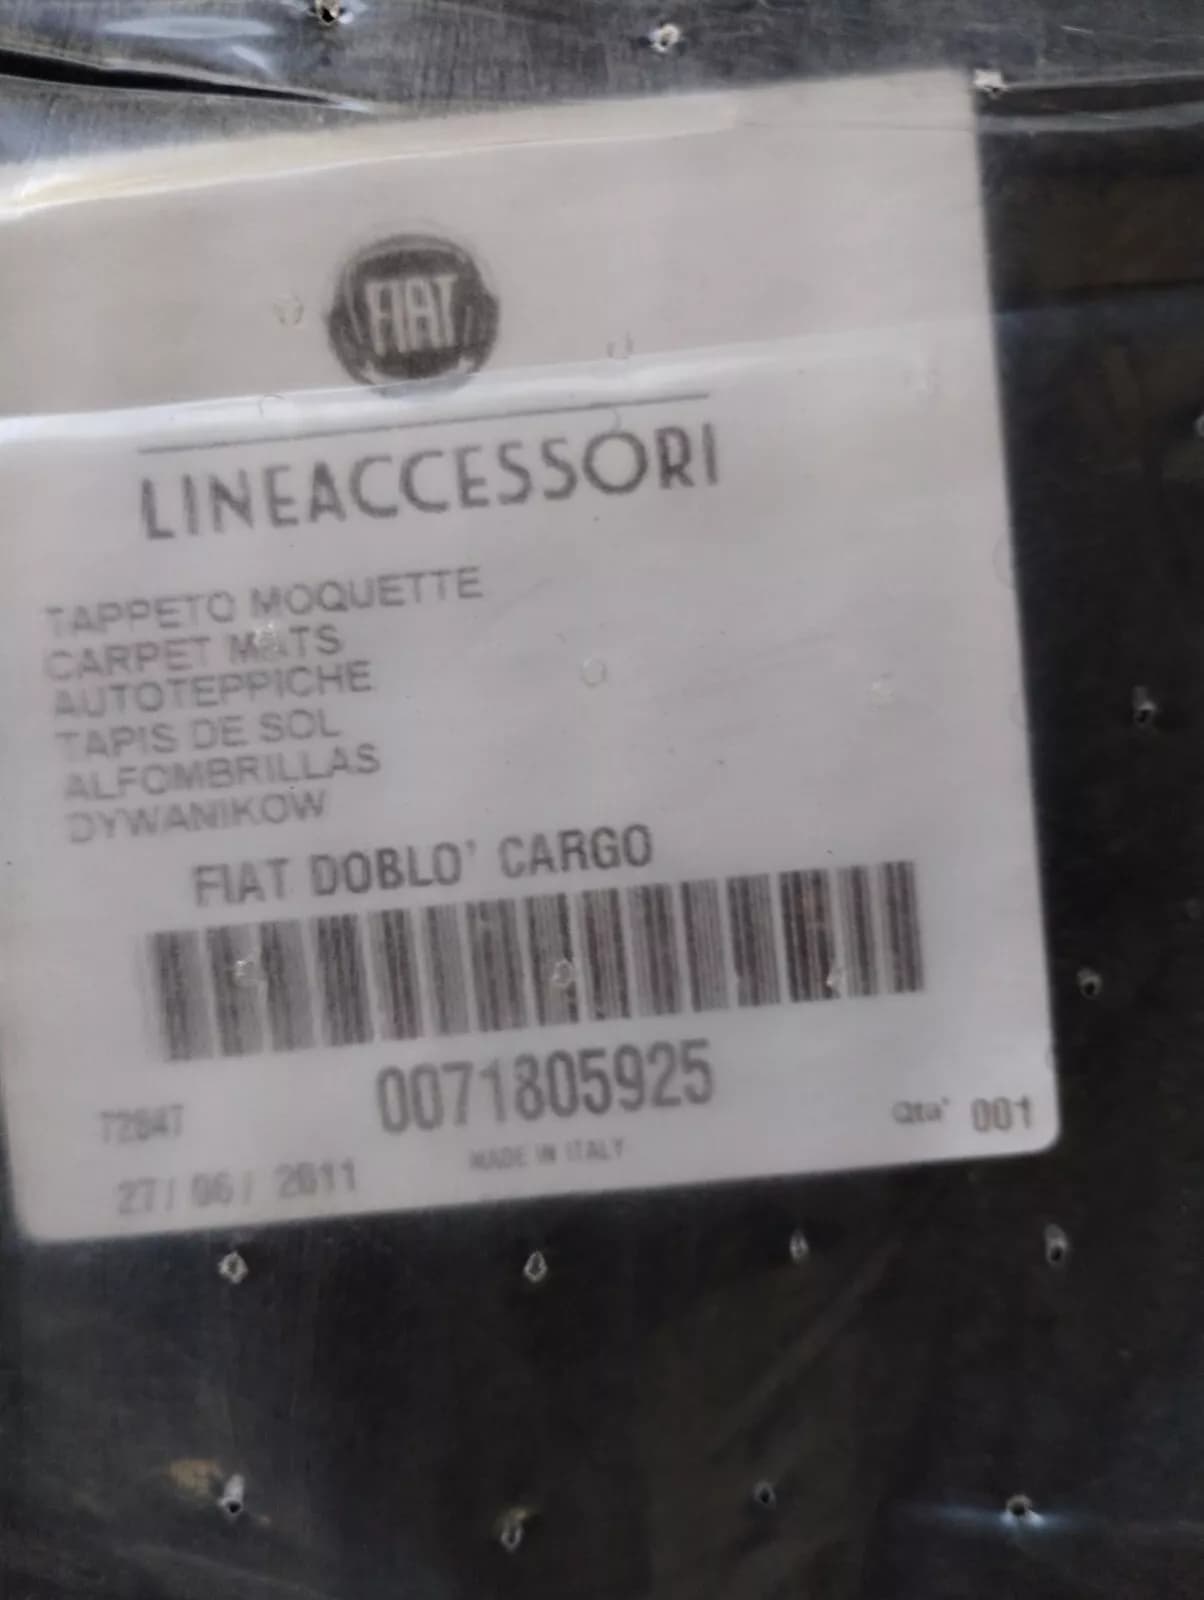 FIAT
LINEACCESSORI
TAPPETO MOQUETTE
CARPET MATS
AUTOTEPPICHE
TAPIS DE SOL
ALFOMBRILLAS
DYWANIKOW
FIAT DOBLO' CARGO
0071805925
Qta' 001
MADE IN ITALY
27/ 06/ 2011